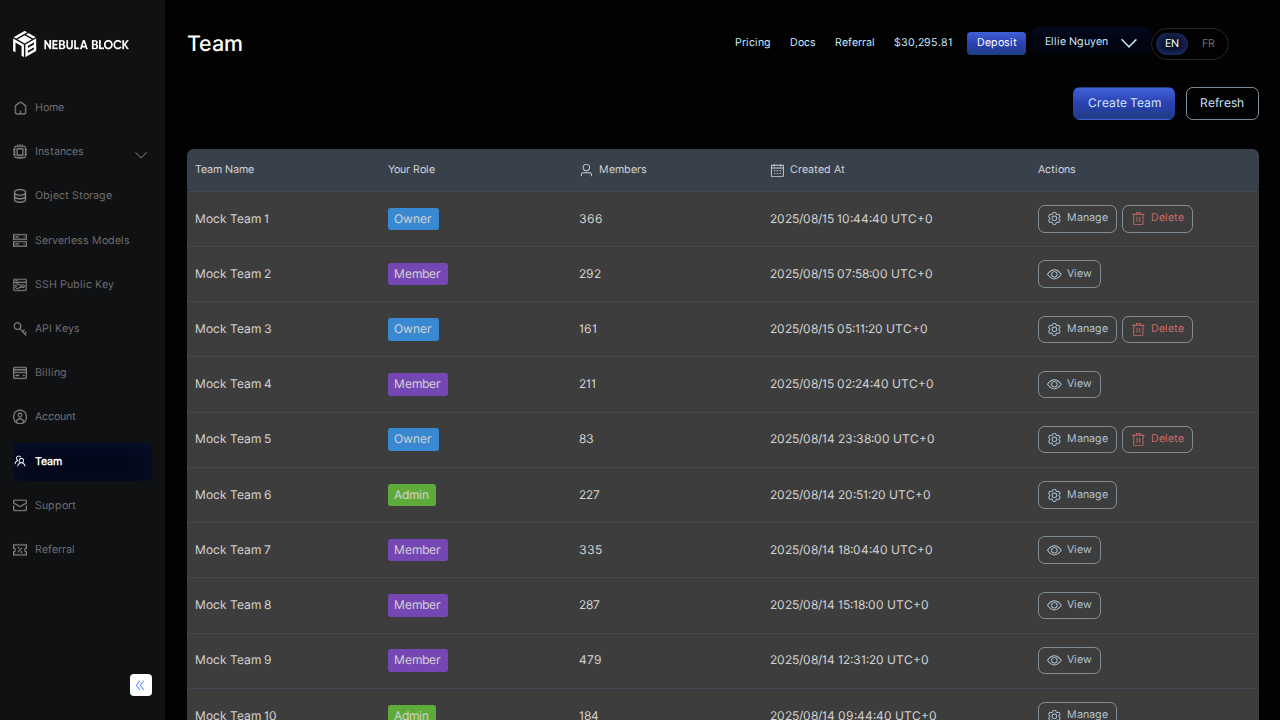 NEBULA BLOCK
Home
Instances
Object Storage
Serverless Models
SSH Public Key
API Keys
Billing
Account
Team
Support
Referral
Team
Pricing Docs Referral $30,295.81 Deposit Ellie Nguyen EN FR
Create Team Refresh
Team Name Your Role Members Created At Actions
Mock Team 1 Owner 366 2025/08/15 10:44:40 UTC+0 Manage Delete
Mock Team 2 Member 292 2025/08/15 07:58:00 UTC+0 View
Mock Team 3 Owner 161 2025/08/15 05:11:20 UTC+0 Manage Delete
Mock Team 4 Member 211 2025/08/15 02:24:40 UTC+0 View
Mock Team 5 Owner 83 2025/08/14 23:38:00 UTC+0 Manage Delete
Mock Team 6 Admin 227 2025/08/14 20:51:20 UTC+0 Manage
Mock Team 7 Member 335 2025/08/14 18:04:40 UTC+0 View
Mock Team 8 Member 287 2025/08/14 15:18:00 UTC+0 View
Mock Team 9 Member 479 2025/08/14 12:31:20 UTC+0 View
Mock Team 10 Admin 184 2025/08/14 09:44:40 UTC+0 Manage